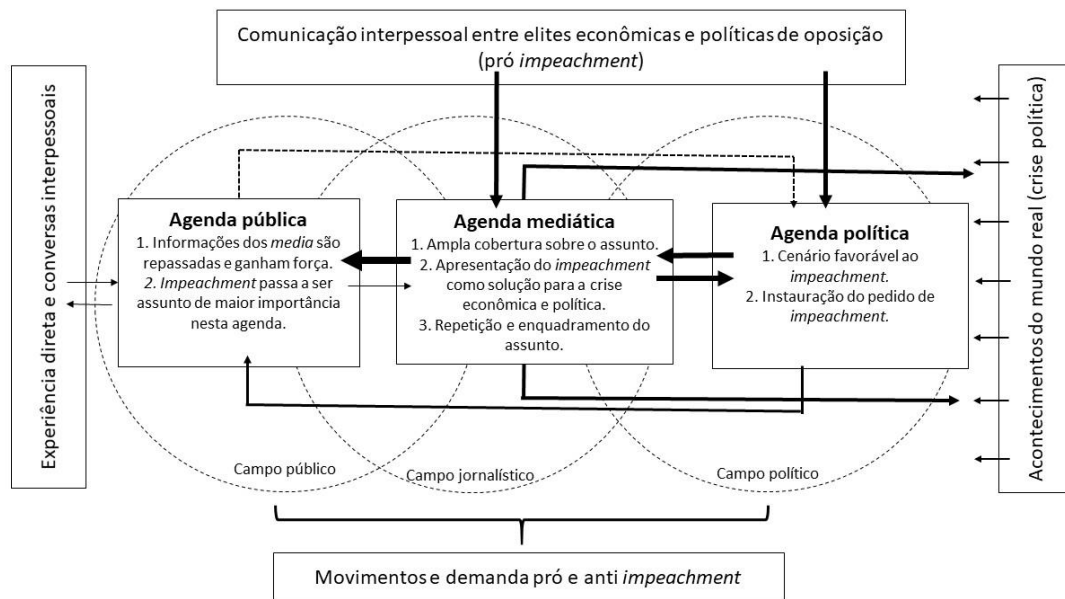 Comunicação interpessoal entre elites econômicas e políticas de oposição
(pró impeachment)
Experiência direta e conversas interpessoais
Agenda pública
1. Informações dos media são
repassadas e ganham força.
2. Impeachment passa a ser
assunto de maior importância
nesta agenda.
Agenda mediática
1. Ampla cobertura sobre o assunto.
2. Apresentação do impeachment
como solução para a crise
econômica e política.
3. Repetição e enquadramento do
assunto.
Agenda política
1. Cenário favorável ao
impeachment.
2. Instauração do pedido de
impeachment.
Acontecimentos do mundo real (crise política)
Campo público
Campo jornalístico
Campo político
Movimentos e demanda pró e anti impeachment